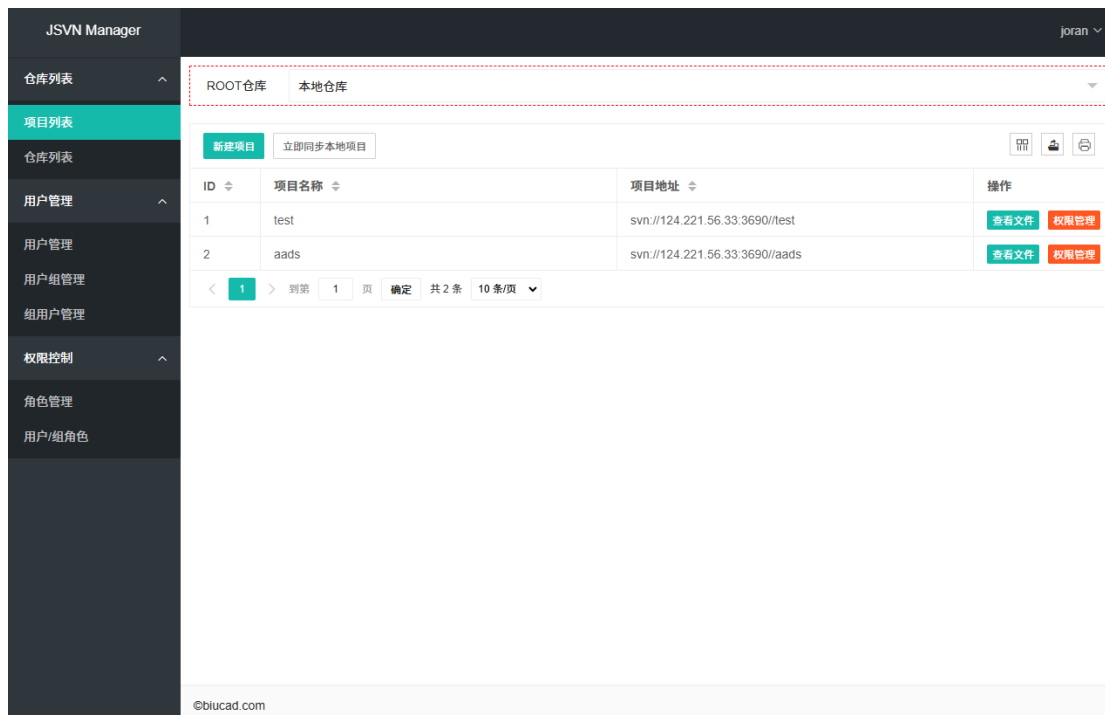 JSVN Manager
joran
仓库列表
项目列表
仓库列表
用户管理
用户管理
用户组管理
组用户管理
权限控制
角色管理
用户/组角色
ROOT仓库 本地仓库
新建项目 立即同步本地项目
ID 项目名称 项目地址 操作
1 test svn://124.221.56.33:3690//test 查看文件 权限管理
2 aads svn://124.221.56.33:3690//aads 查看文件 权限管理
1 到第 1 页 确定 共 2 条 10 条/页
©biucad.com